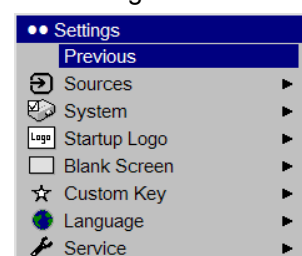 Settings
Previous
Sources
System
Logo Startup Logo
Blank Screen
Custom Key
Language
Service